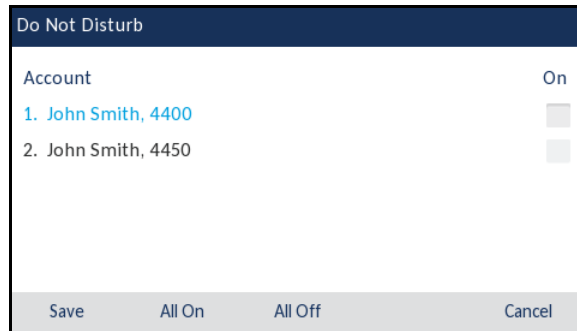 Do Not Disturb
Account On
1. John Smith, 4400
2. John Smith, 4450
Save All On All Off Cancel